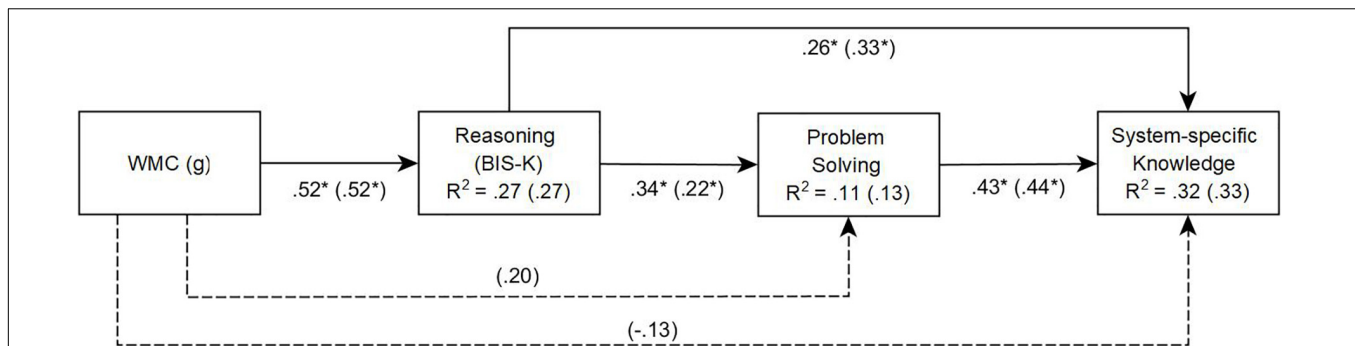 .26* (.33*)
WMC (g)
.52* (.52*)
Reasoning
(BIS-K)
R² = .27 (.27)
.34* (.22*)
Problem
Solving
R² = .11 (.13)
.43* (.44*)
System-specific
Knowledge
R² = .32 (.33)
(.20)
(-.13)